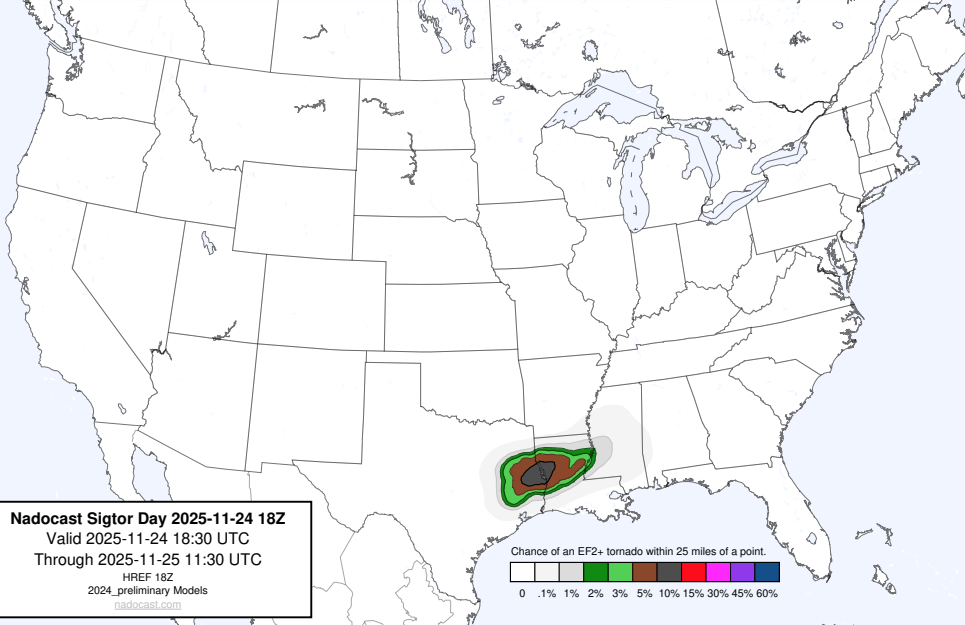 Nadocast Sigtor Day 2025-11-24 18Z
Valid 2025-11-24 18:30 UTC
Through 2025-11-25 11:30 UTC
HREF 18Z
2024_preliminary Models
nadocast.com
Chance of an EF2+ tornado within 25 miles of a point.
0 .1% 1% 2% 3% 5% 10% 15% 30% 45% 60%